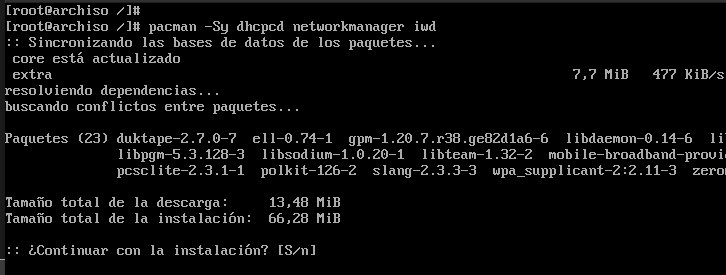 [root@archiso /]#
[root@archiso /]# pacman -Sy dhcpcd networkmanager iwd
:: Sincronizando las bases de datos de los paquetes...
core está actualizado
extra 7,7 MiB 477 KiB/s
resolviendo dependencias...
buscando conflictos entre paquetes...
Paquetes (23) duktape-2.7.0-7 ell-0.74-1 gpm-1.20.7.r38.ge82d1a6-6 libdaemon-0.14-6
libpgm-5.3.128-3 libsodium-1.0.20-1 libteam-1.32-2 mobile-broadband-provi
pcsclite-2.3.1-1 polkit-126-2 slang-2.3.3-3 wpa_supplicant-2:2.11-3 zero
Tamaño total de la descarga: 13,48 MiB
Tamaño total de la instalación: 66,28 MiB
:: ¿Continuar con la instalación? [S/n]